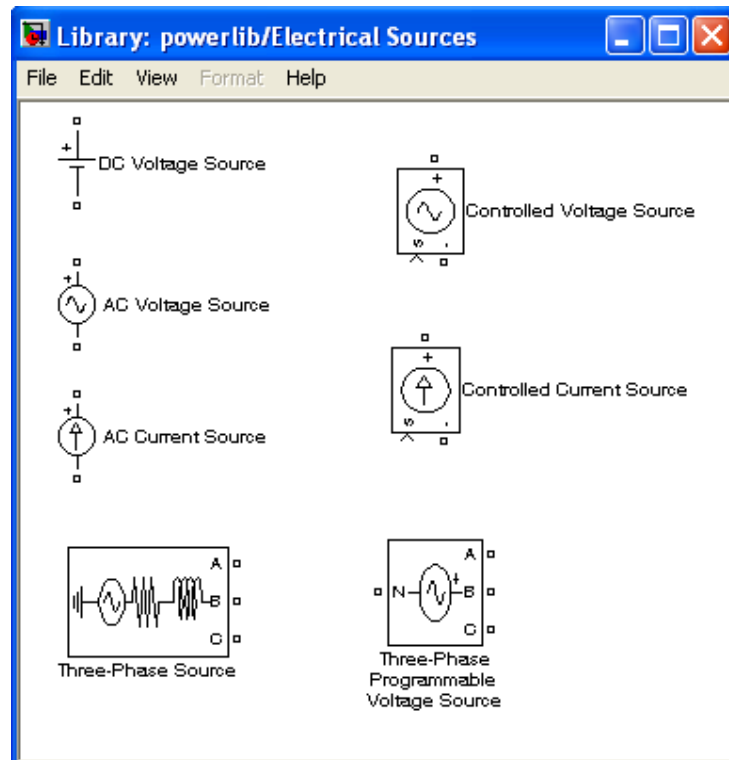 Library: powerlib/Electrical Sources
File Edit View Format Help
DC Voltage Source
Controlled Voltage Source
s
AC Voltage Source
Controlled Current Source
s
AC Current Source
A
B
C
Three-Phase Source
N
A
B
C
Three-Phase
Programmable
Voltage Source